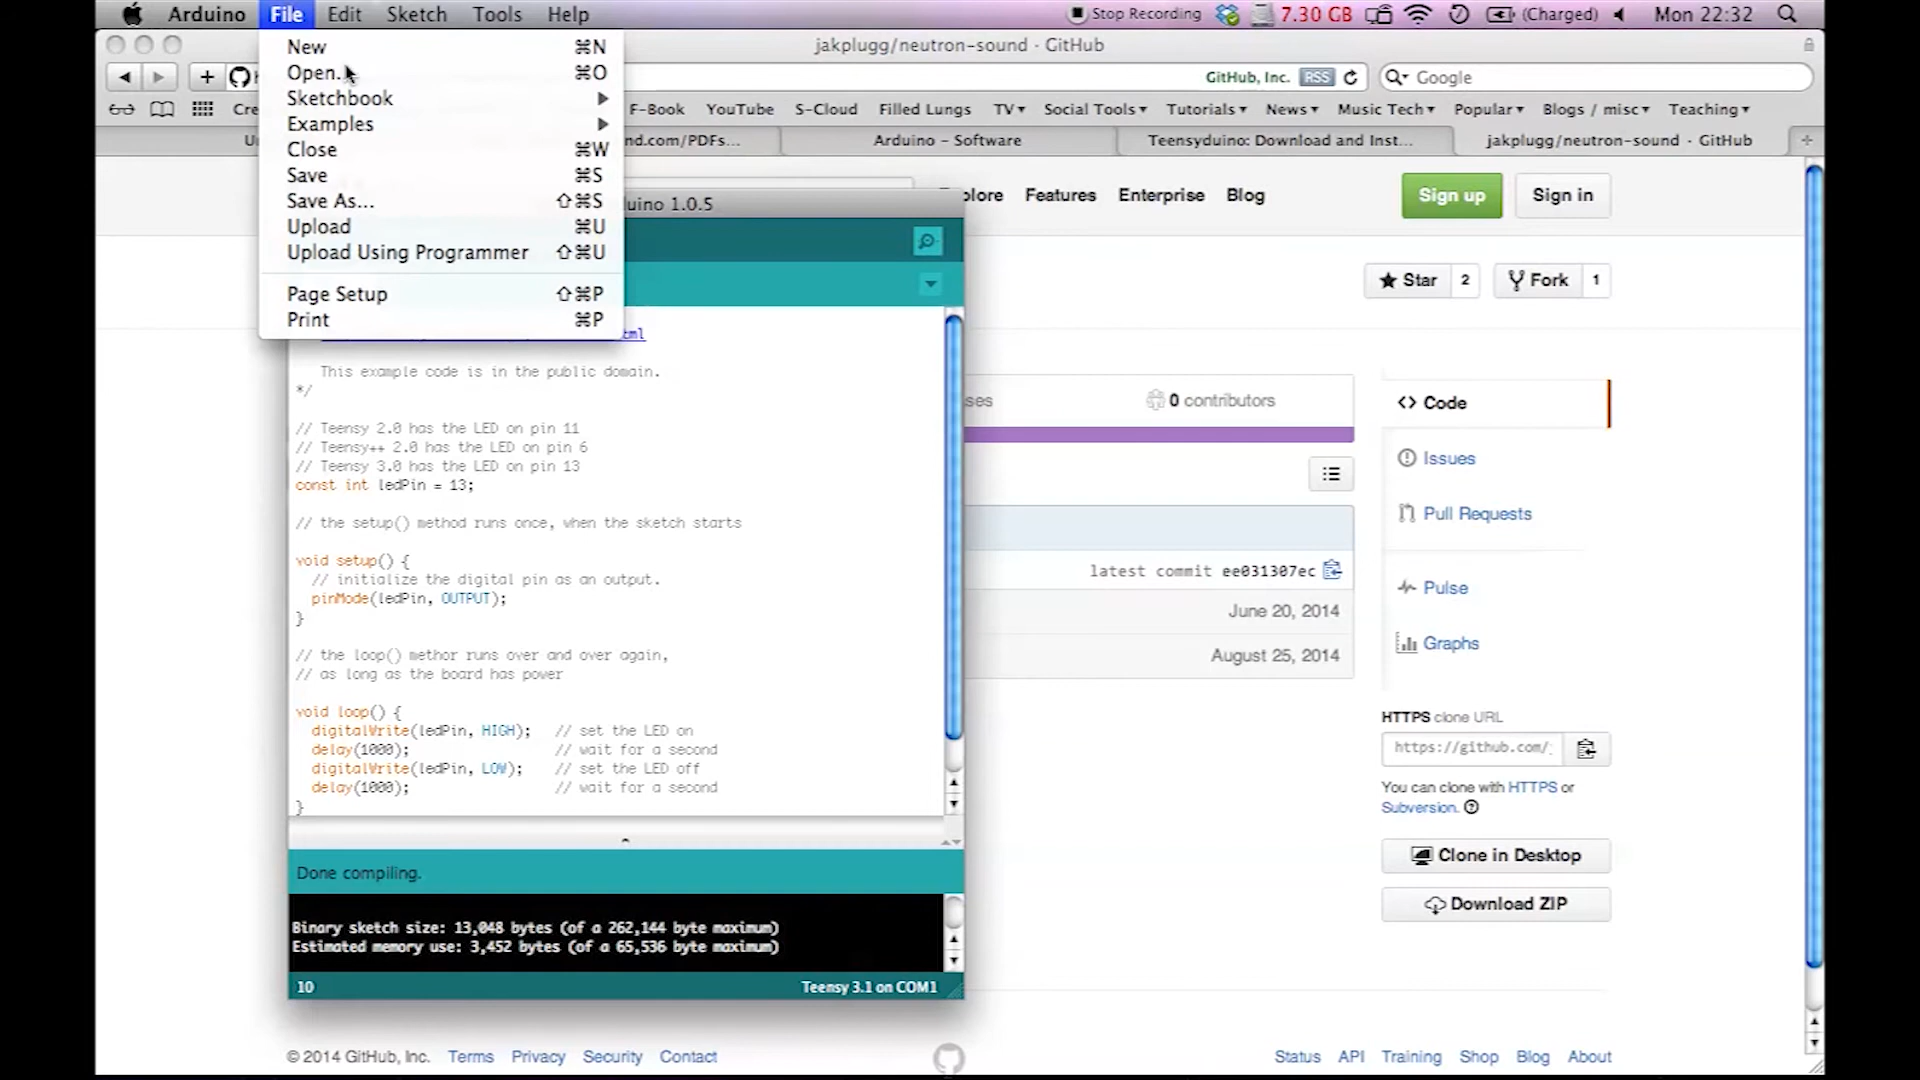 Arduino File Edit Sketch Tools Help Stop Recording 7.30 GB (Charged) Mon 22:32
jakplugg/neutron-sound · GitHub
New ⌘N
Open... ⌘O
Sketchbook ▶
Examples ▶
Close ⌘W
Save ⌘S
Save As... ⇧⌘S
Upload ⌘U
Upload Using Programmer ⇧⌘U
Page Setup ⇧⌘P
Print ⌘P
GitHub, Inc. RSS Google
Cre F-Book YouTube S-Cloud Filled Lungs TV▾ Social Tools▾ Tutorials▾ News▾ Music Tech▾ Popular▾ Blogs / misc▾ Teaching▾
nd.com/PDFs... Arduino - Software Teensyduino: Download and Inst... jakplugg/neutron-sound · GitHub
plore Features Enterprise Blog Sign up Sign in
uino 1.0.5
Star 2 Fork 1
tml
This example code is in the public domain.
*/
// Teensy 2.0 has the LED on pin 11
// Teensy++ 2.0 has the LED on pin 6
// Teensy 3.0 has the LED on pin 13
const int ledPin = 13;
// the setup() method runs once, when the sketch starts
void setup() {
// initialize the digital pin as an output.
pinMode(ledPin, OUTPUT);
}
// the loop() methor runs over and over again,
// as long as the board has power
void loop() {
digitalWrite(ledPin, HIGH); // set the LED on
delay(1000); // wait for a second
digitalWrite(ledPin, LOW); // set the LED off
delay(1000); // wait for a second
}
Done compiling.
Binary sketch size: 13,048 bytes (of a 262,144 byte maximum)
Estimated memory use: 3,452 bytes (of a 65,536 byte maximum)
10 Teensy 3.1 on COM1
ses 0 contributors
latest commit ee031307ec
June 20, 2014
August 25, 2014
<> Code
Issues
Pull Requests
Pulse
Graphs
HTTPS clone URL
https://github.com/
You can clone with HTTPS or
Subversion.
Clone in Desktop
Download ZIP
© 2014 GitHub, Inc. Terms Privacy Security Contact Status API Training Shop Blog About